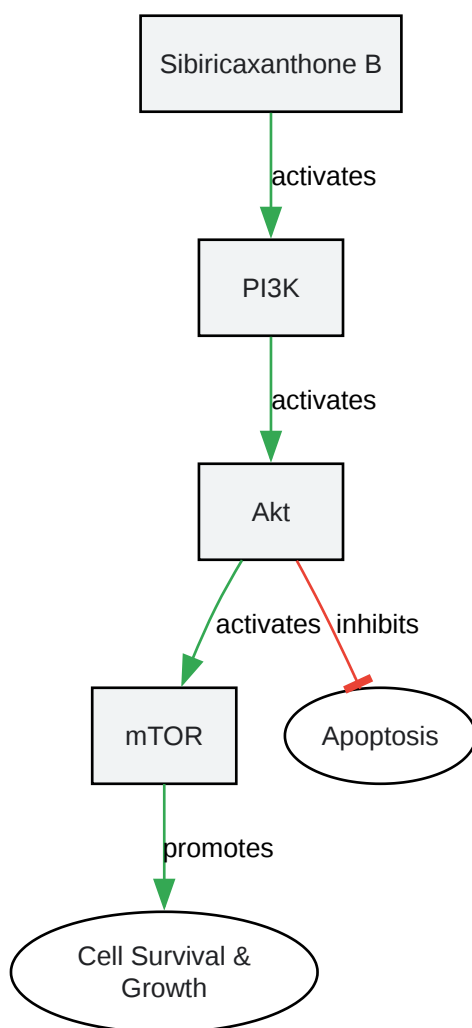 Sibiricaxanthone B
activates
PI3K
activates
Akt
activates
inhibits
mTOR
Apoptosis
promotes
Cell Survival &
Growth